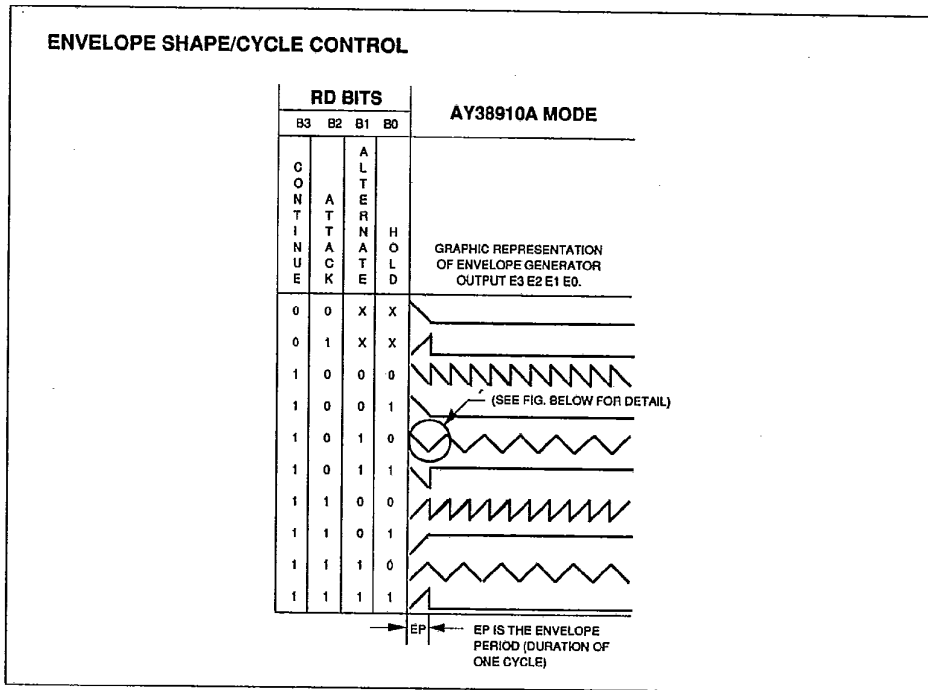 ENVELOPE SHAPE/CYCLE CONTROL
RD BITS
AY38910A MODE
B3 B2 B1 B0
CONTINUE
ATTACK
ALTERNATE
HOLD
GRAPHIC REPRESENTATION
OF ENVELOPE GENERATOR
OUTPUT E3 E2 E1 E0.
0 0 X X
0 1 X X
1 0 0 0
1 0 0 1
(SEE FIG. BELOW FOR DETAIL)
1 0 1 0
1 0 1 1
1 1 0 0
1 1 0 1
1 1 1 0
1 1 1 1
EP
EP IS THE ENVELOPE
PERIOD (DURATION OF
ONE CYCLE)